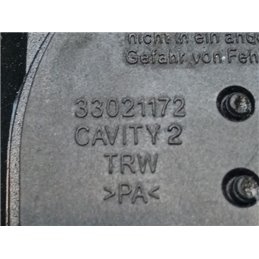 nicht in ein and
Gefahr von Feh
33021172
CAVITY 2
TRW
>PA<